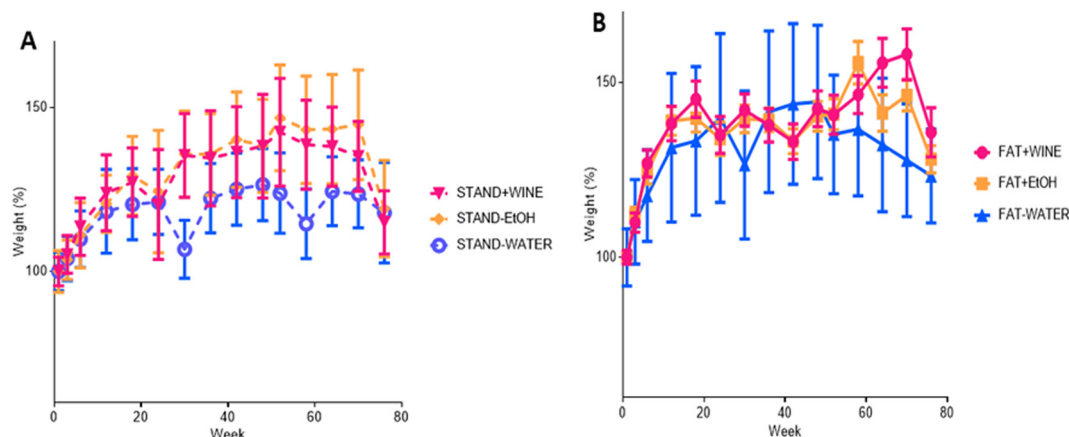 A
Weight (%)
150
100
0
20
40
60
80
Week
STAND+WINE
STAND-EtOH
STAND-WATER
B
Weight (%)
150
100
0
20
40
60
80
Week
FAT+WINE
FAT+EtOH
FAT-WATER